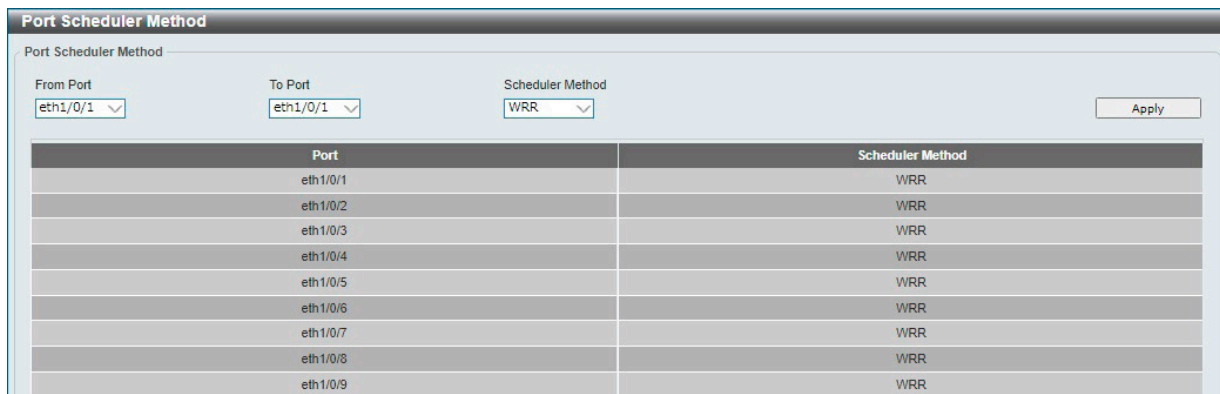 Port Scheduler Method
Port Scheduler Method
From Port To Port Scheduler Method
eth1/0/1 eth1/0/1 WRR Apply
Port Scheduler Method
eth1/0/1 WRR
eth1/0/2 WRR
eth1/0/3 WRR
eth1/0/4 WRR
eth1/0/5 WRR
eth1/0/6 WRR
eth1/0/7 WRR
eth1/0/8 WRR
eth1/0/9 WRR